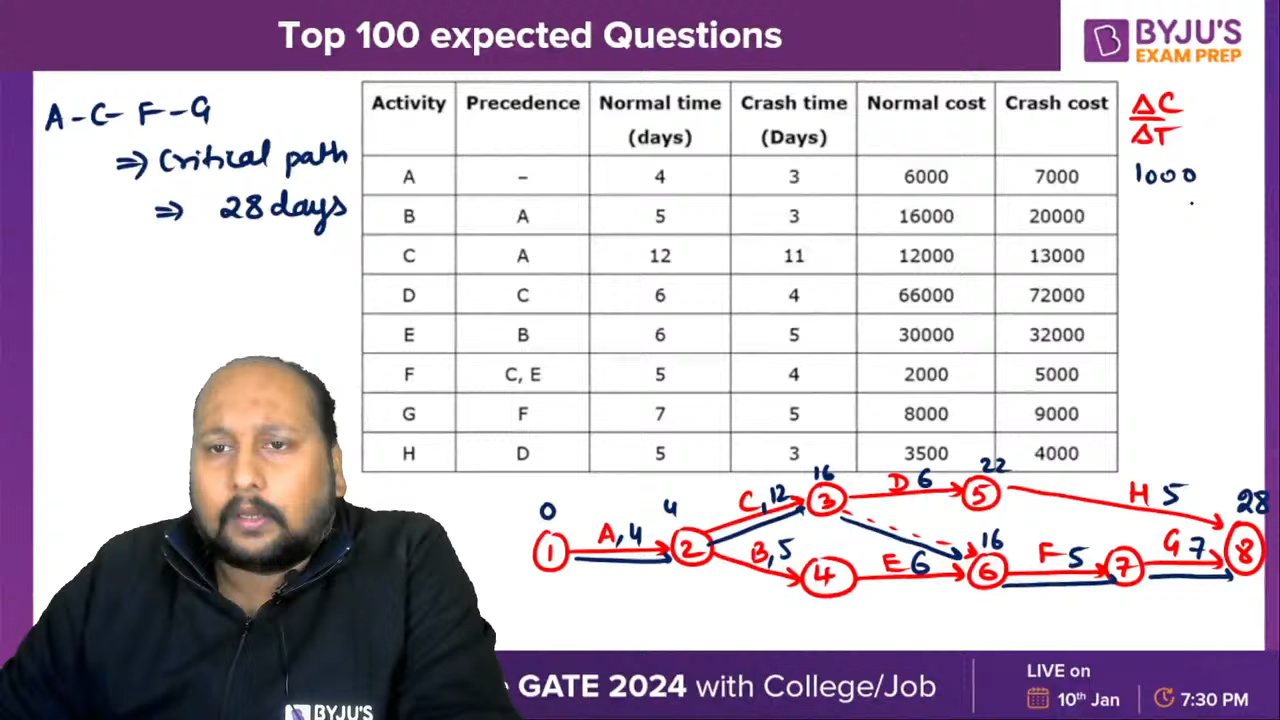 Top 100 expected Questions
BYJU'S
EXAM PREP
A-C-F-G
⇒ Critical path
⇒ 28 days
Activity Precedence Normal time (days) Crash time (Days) Normal cost Crash cost ΔC/ΔT
A – 4 3 6000 7000 1000
B A 5 3 16000 20000
C A 12 11 12000 13000
D C 6 4 66000 72000
E B 6 5 30000 32000
F C, E 5 4 2000 5000
G F 7 5 8000 9000
H D 5 3 3500 4000
0 4 16 22 28
1 A,4 2 C,12 3 D 6 5 H 5 8
B,5 4 E 6 16 6 F 5 7 G 7
GATE 2024 with College/Job
LIVE on
10th Jan 7:30 PM
BYJU'S